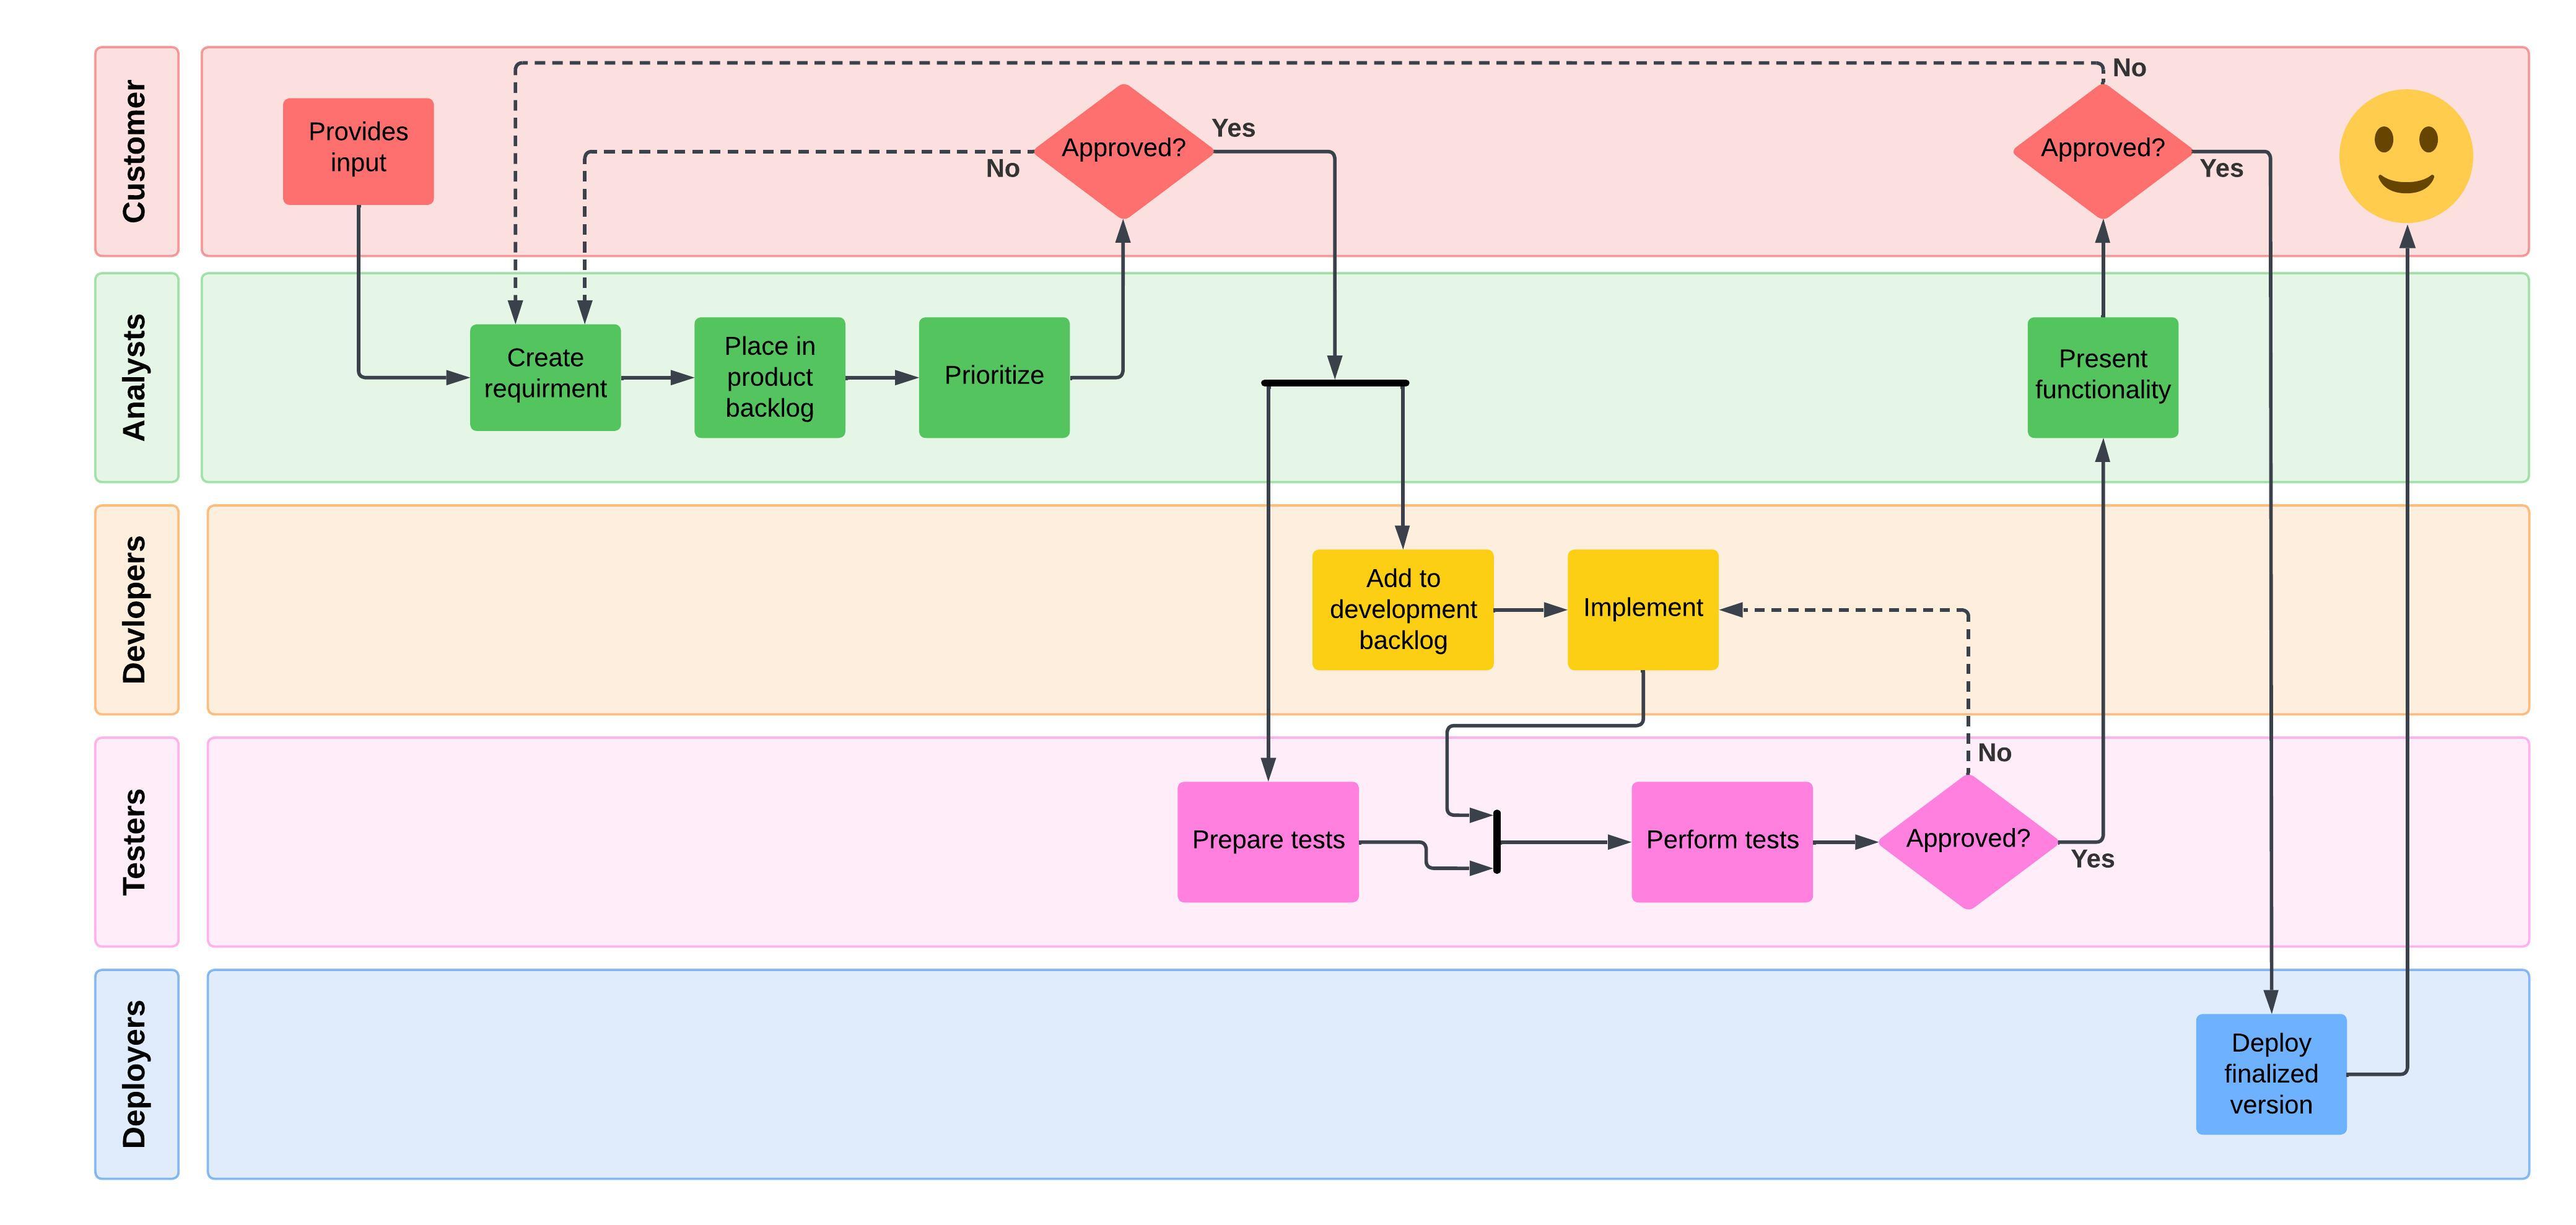 Customer
Provides
input
No
Approved?
Yes
No
Approved?
Yes
Analysts
Create
requirment
Place in
product
backlog
Prioritize
Present
functionality
Devlopers
Add to
development
backlog
Implement
Testers
Prepare tests
Perform tests
No
Approved?
Yes
Deployers
Deploy
finalized
version